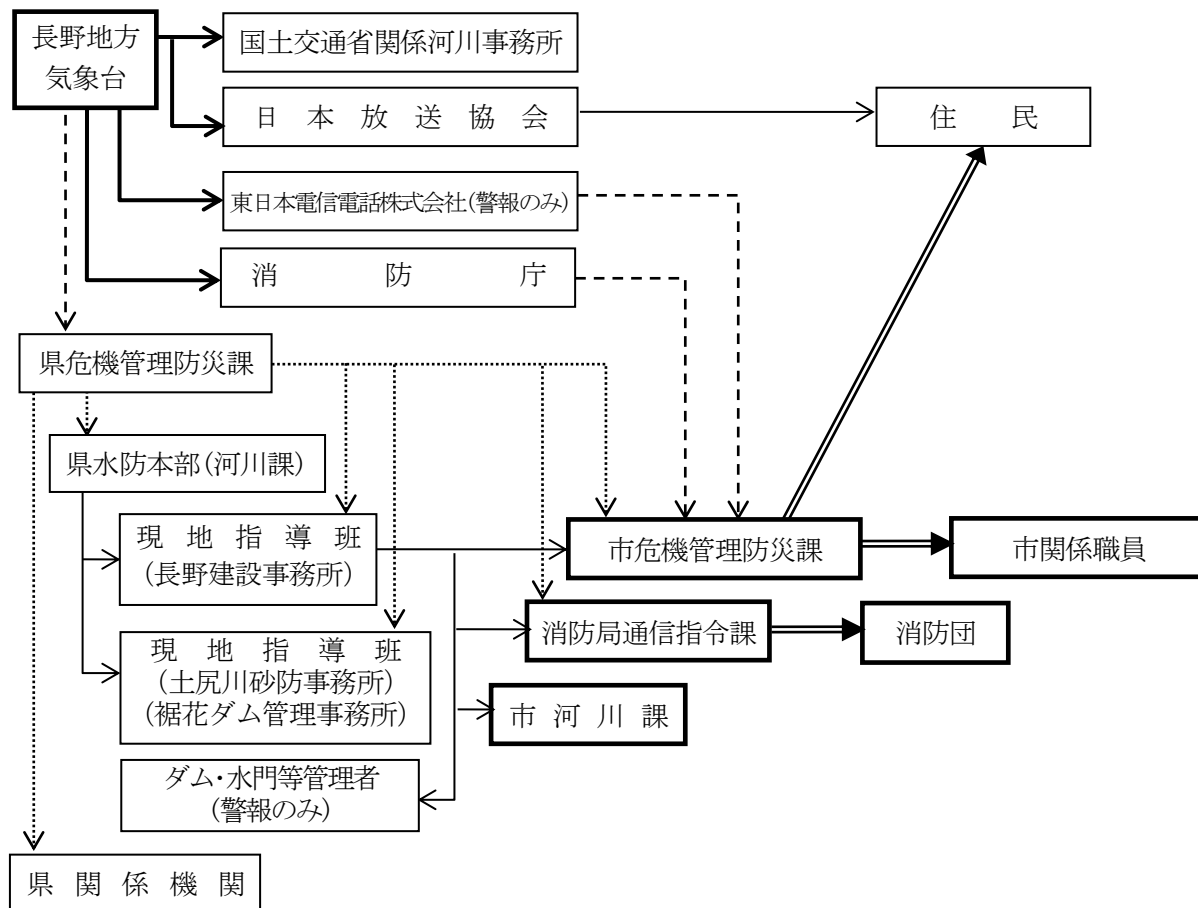 長野地方
気象台
国土交通省関係河川事務所
日本放送協会
住民
東日本電信電話株式会社(警報のみ)
消防庁
県危機管理防災課
県水防本部(河川課)
現地指導班
(長野建設事務所)
市危機管理防災課
市関係職員
消防局通信指令課
消防団
現地指導班
(土尻川砂防事務所)
(裾花ダム管理事務所)
市河川課
ダム・水門等管理者
(警報のみ)
県関係機関